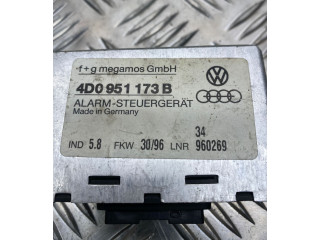 f+g megamos GmbH
4D0 951 173 B
ALARM-STEUERGERÄT
Made in Germany
34
IND 5.8 FKW 30/96 LNR 960269